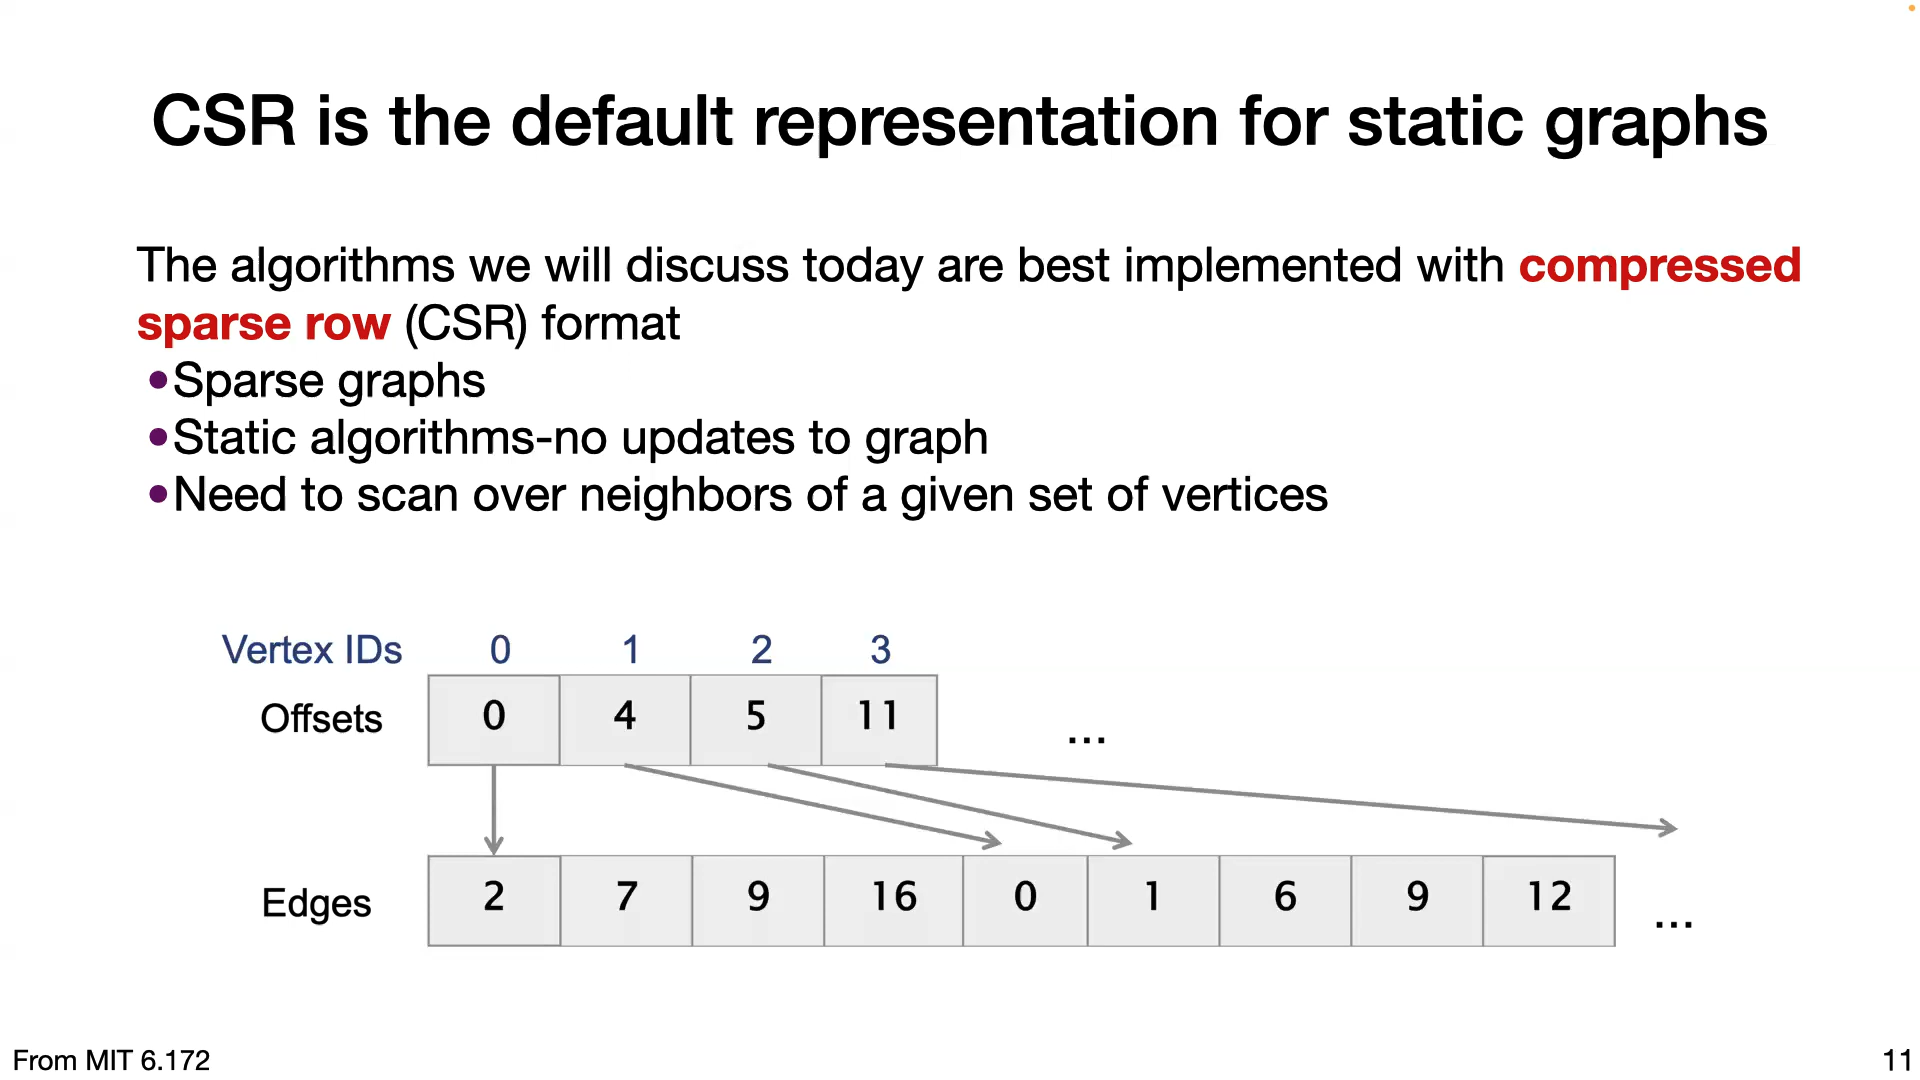 CSR is the default representation for static graphs
The algorithms we will discuss today are best implemented with compressed
sparse row (CSR) format
•Sparse graphs
•Static algorithms-no updates to graph
•Need to scan over neighbors of a given set of vertices
Vertex IDs 0 1 2 3
Offsets 0 4 5 11 ...
Edges 2 7 9 16 0 1 6 9 12 ...
From MIT 6.172 11